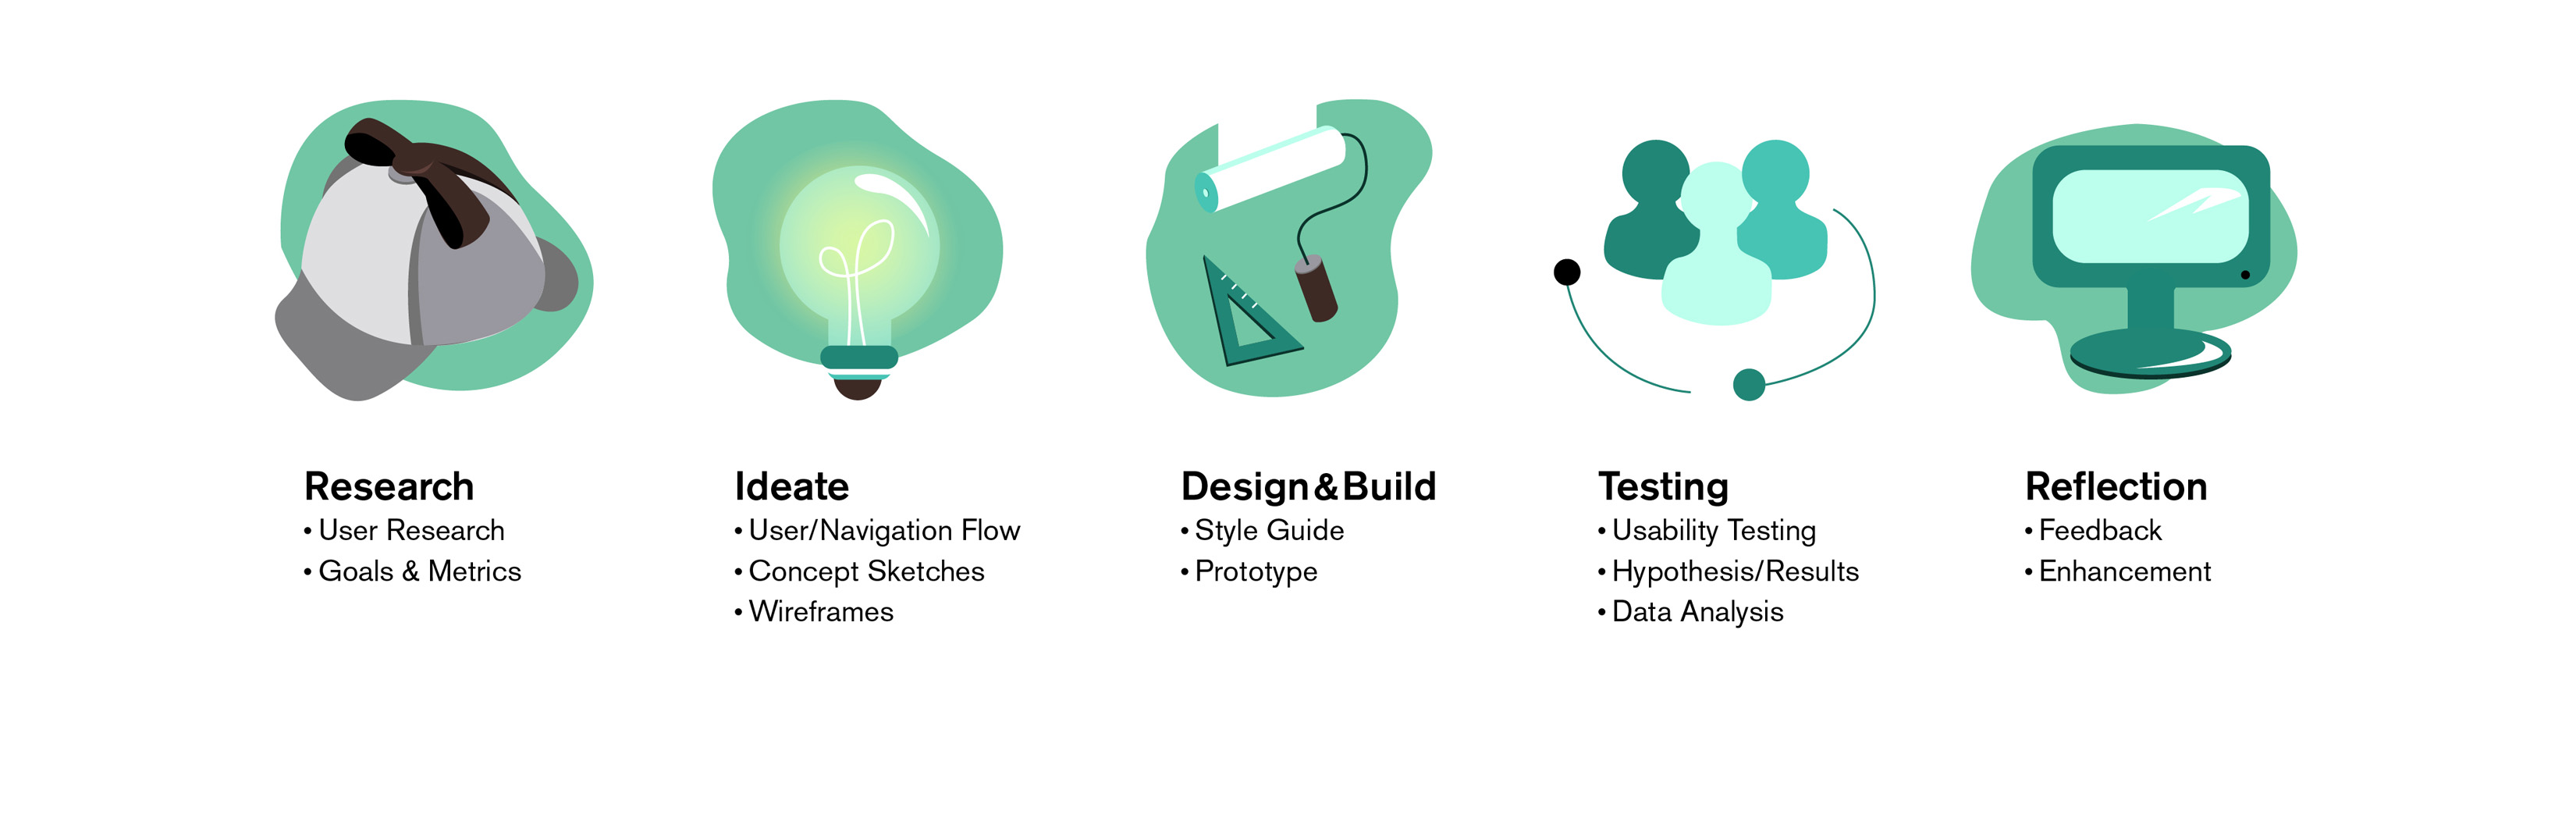 Research
• User Research
• Goals & Metrics
Ideate
• User/Navigation Flow
• Concept Sketches
• Wireframes
Design & Build
• Style Guide
• Prototype
Testing
• Usability Testing
• Hypothesis/Results
• Data Analysis
Reflection
• Feedback
• Enhancement